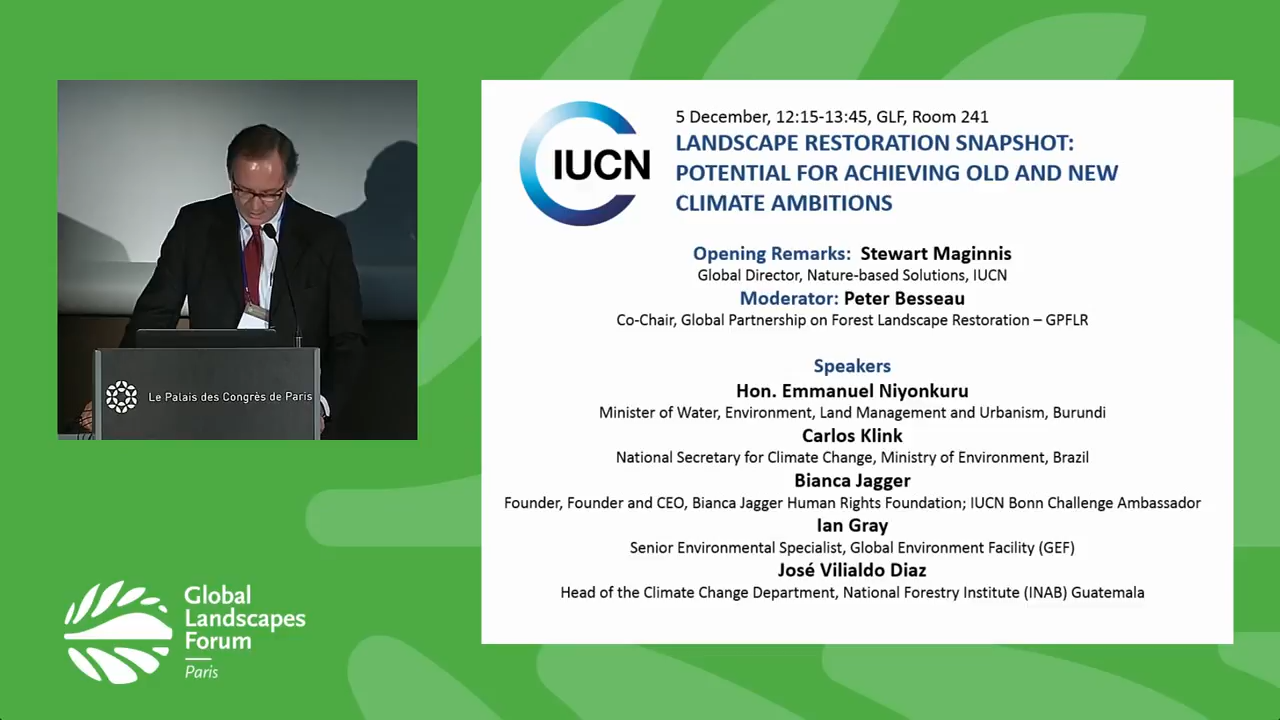 5 December, 12:15-13:45, GLF, Room 241
IUCN
LANDSCAPE RESTORATION SNAPSHOT:
POTENTIAL FOR ACHIEVING OLD AND NEW
CLIMATE AMBITIONS
Opening Remarks: Stewart Maginnis
Global Director, Nature-based Solutions, IUCN
Moderator: Peter Besseau
Co-Chair, Global Partnership on Forest Landscape Restoration – GPFLR
Speakers
Hon. Emmanuel Niyonkuru
Minister of Water, Environment, Land Management and Urbanism, Burundi
Carlos Klink
National Secretary for Climate Change, Ministry of Environment, Brazil
Bianca Jagger
Founder, Founder and CEO, Bianca Jagger Human Rights Foundation; IUCN Bonn Challenge Ambassador
Ian Gray
Senior Environmental Specialist, Global Environment Facility (GEF)
José Vilialdo Diaz
Head of the Climate Change Department, National Forestry Institute (INAB) Guatemala
Le Palais des Congrès de Paris
Global
Landscapes
Forum
Paris